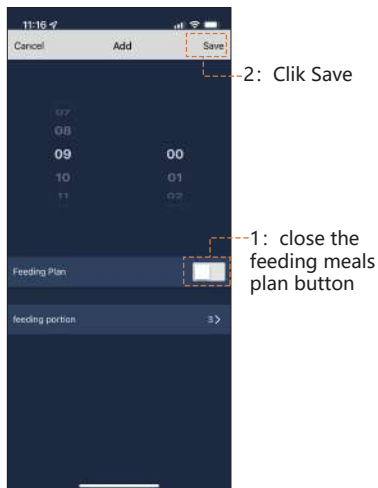 11:16
Cancel Add Save
2: Clik Save
07
08
09 00
10 01
11 02
1: close the
feeding meals
plan button
Feeding Plan
feeding portion 3>